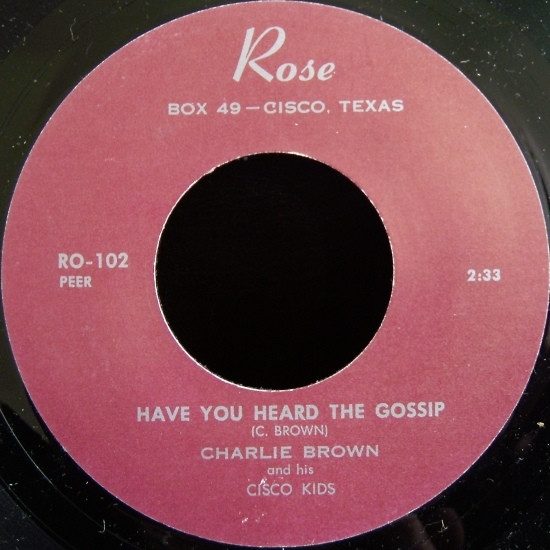 Rose
BOX 49 — CISCO, TEXAS
RO-102
PEER
2:33
HAVE YOU HEARD THE GOSSIP
(C. BROWN)
CHARLIE BROWN
and his
CISCO KIDS